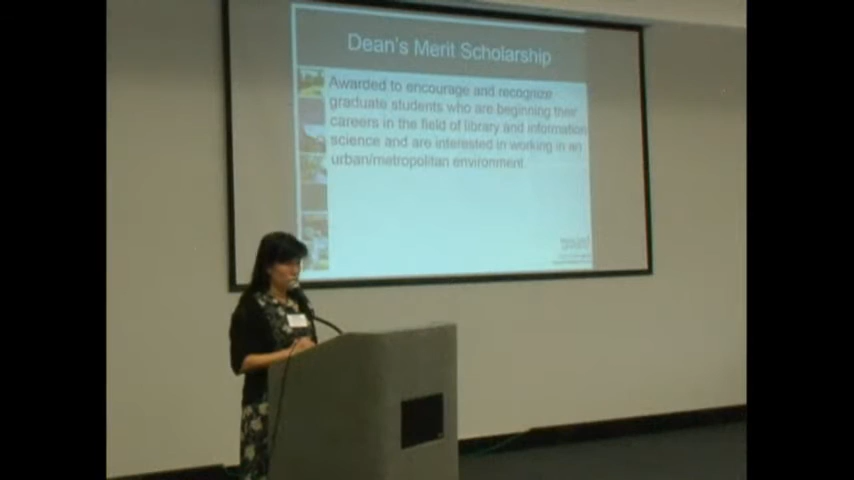 Dean's Merit Scholarship
Awarded to encourage and recognize
graduate students who are beginning their
careers in the field of library and information
science and are interested in working in an
urban/metropolitan environment.